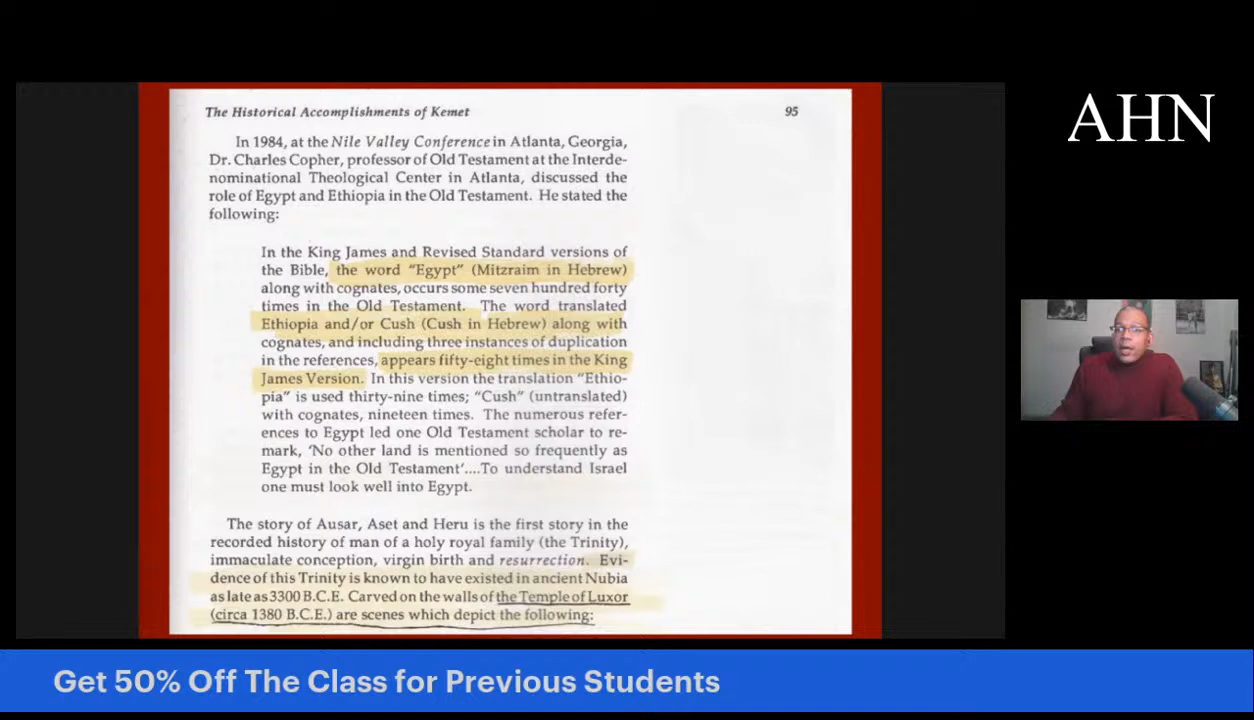 The Historical Accomplishments of Kemet 95
In 1984, at the Nile Valley Conference in Atlanta, Georgia,
Dr. Charles Copher, professor of Old Testament at the Interde-
nominational Theological Center in Atlanta, discussed the
role of Egypt and Ethiopia in the Old Testament. He stated the
following:
In the King James and Revised Standard versions of
the Bible, the word “Egypt” (Mitzraim in Hebrew)
along with cognates, occurs some seven hundred forty
times in the Old Testament. The word translated
Ethiopia and/or Cush (Cush in Hebrew) along with
cognates, and including three instances of duplication
in the references, appears fifty-eight times in the King
James Version. In this version the translation “Ethio-
pia” is used thirty-nine times; “Cush” (untranslated)
with cognates, nineteen times. The numerous refer-
ences to Egypt led one Old Testament scholar to re-
mark, ‘No other land is mentioned so frequently as
Egypt in the Old Testament’....To understand Israel
one must look well into Egypt.
The story of Ausar, Aset and Heru is the first story in the
recorded history of man of a holy royal family (the Trinity),
immaculate conception, virgin birth and resurrection. Evi-
dence of this Trinity is known to have existed in ancient Nubia
as late as 3300 B.C.E. Carved on the walls of the Temple of Luxor
(circa 1380 B.C.E.) are scenes which depict the following:
AHN
Get 50% Off The Class for Previous Students